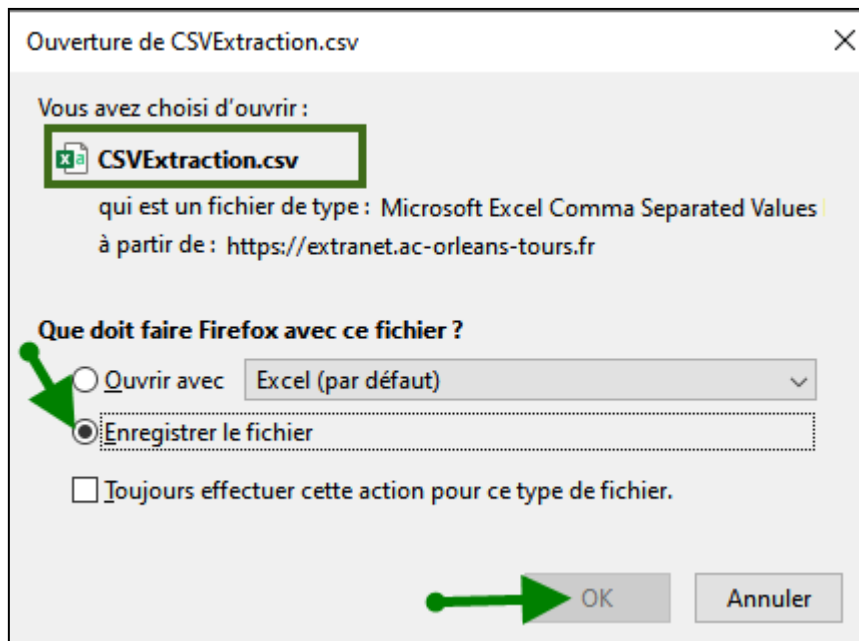 Ouverture de CSVExtraction.csv
Vous avez choisi d'ouvrir :
CSVExtraction.csv
qui est un fichier de type : Microsoft Excel Comma Separated Values
à partir de : https://extranet.ac-orleans-tours.fr
Que doit faire Firefox avec ce fichier ?
Ouvrir avec Excel (par défaut)
Enregistrer le fichier
Toujours effectuer cette action pour ce type de fichier.
OK Annuler